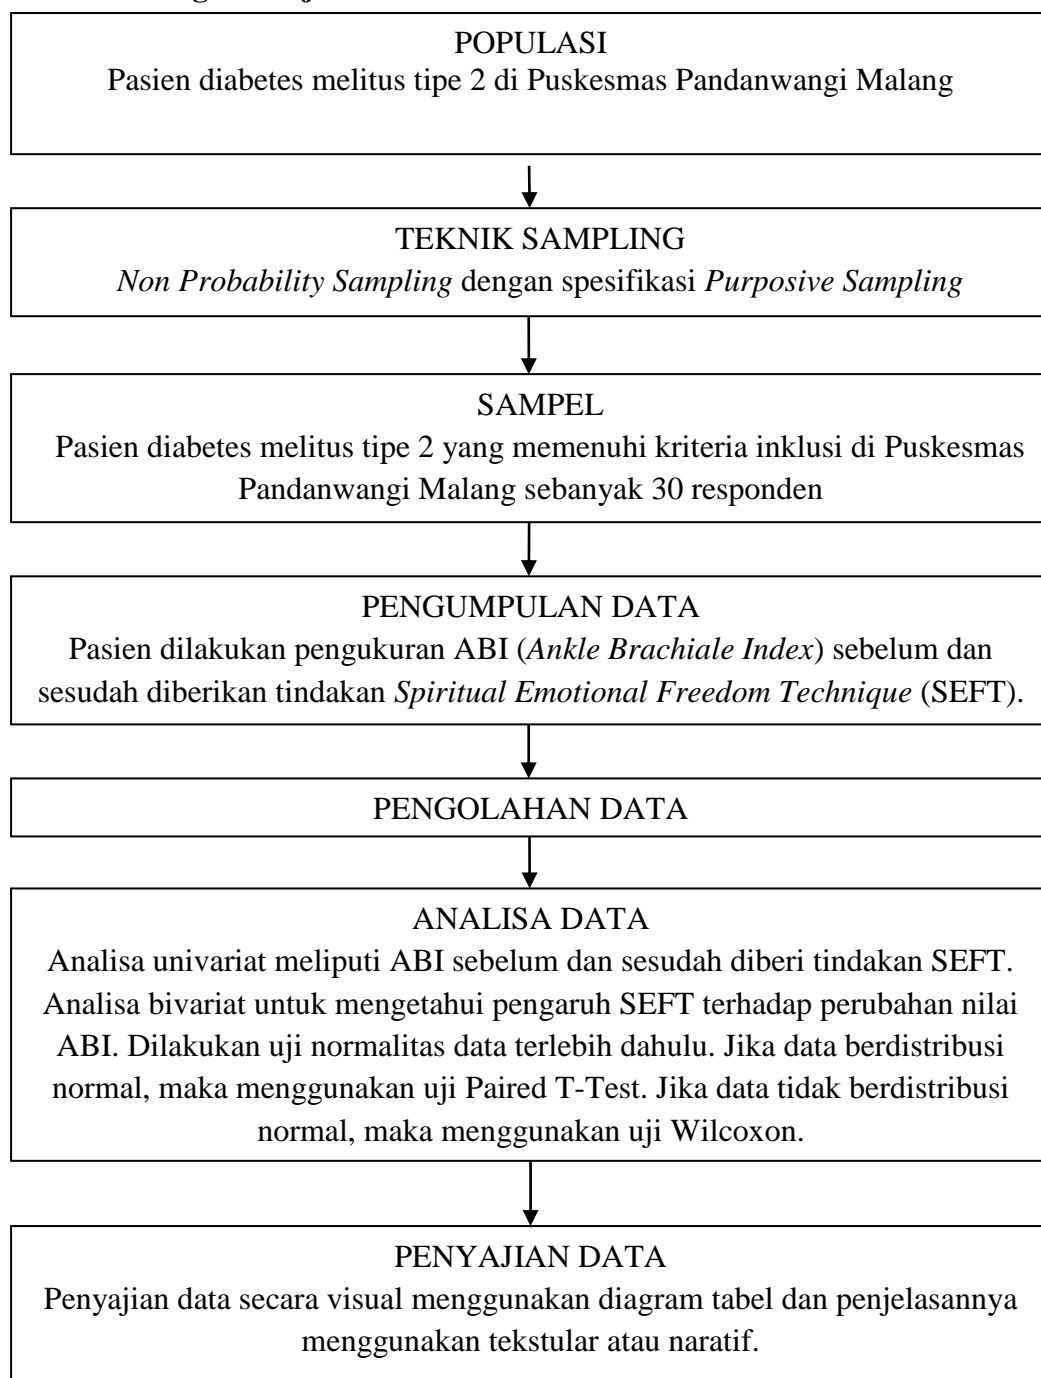 POPULASI
Pasien diabetes melitus tipe 2 di Puskesmas Pandanwangi Malang
TEKNIK SAMPLING
Non Probability Sampling dengan spesifikasi Purposive Sampling
SAMPEL
Pasien diabetes melitus tipe 2 yang memenuhi kriteria inklusi di Puskesmas
Pandanwangi Malang sebanyak 30 responden
PENGUMPULAN DATA
Pasien dilakukan pengukuran ABI (Ankle Brachiale Index) sebelum dan
sesudah diberikan tindakan Spiritual Emotional Freedom Technique (SEFT).
PENGOLAHAN DATA
ANALISA DATA
Analisa univariat meliputi ABI sebelum dan sesudah diberi tindakan SEFT.
Analisa bivariat untuk mengetahui pengaruh SEFT terhadap perubahan nilai
ABI. Dilakukan uji normalitas data terlebih dahulu. Jika data berdistribusi
normal, maka menggunakan uji Paired T-Test. Jika data tidak berdistribusi
normal, maka menggunakan uji Wilcoxon.
PENYAJIAN DATA
Penyajian data secara visual menggunakan diagram tabel dan penjelasannya
menggunakan tekstular atau naratif.